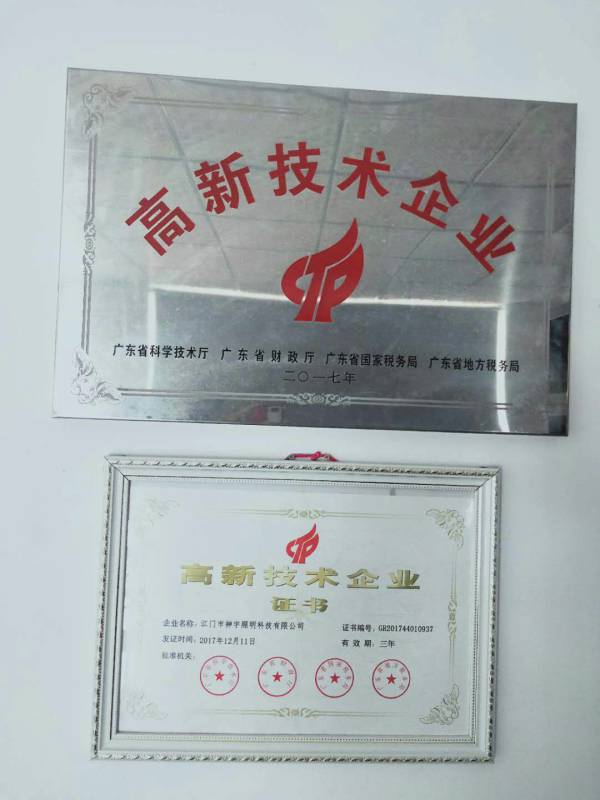 高新技术企业
广东省科学技术厅 广东省财政厅 广东省国家税务局 广东省地方税务局
二〇一七年
高新技术企业
证书
企业名称：江门市神宇照明科技有限公司 证书编号：GR201744010937
发证时间：2017年12月11日 有效期：三年
批准机关：